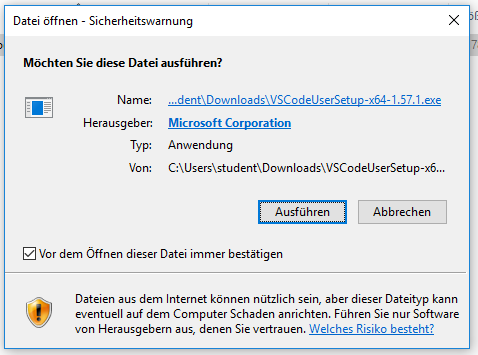 Datei öffnen - Sicherheitswarnung
Möchten Sie diese Datei ausführen?
Name: ...dent\Downloads\VSCodeUserSetup-x64-1.57.1.exe
Herausgeber: Microsoft Corporation
Typ: Anwendung
Von: C:\Users\student\Downloads\VSCodeUserSetup-x6...
Ausführen Abbrechen
Vor dem Öffnen dieser Datei immer bestätigen
Dateien aus dem Internet können nützlich sein, aber dieser Dateityp kann
eventuell auf dem Computer Schaden anrichten. Führen Sie nur Software
von Herausgebern aus, denen Sie vertrauen. Welches Risiko besteht?